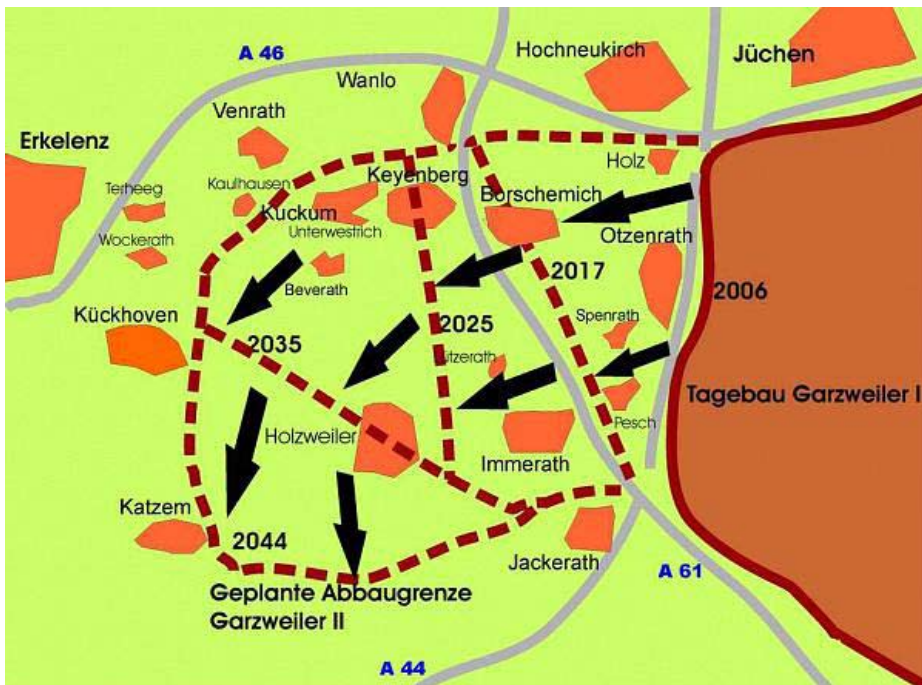 A 46
Hochneukirch
Jüchen
Wanlo
Venrath
Erkelenz
Holz
Terheeg
Kaulhausen
Keyenberg
Borschemich
Kuckum
Unterwestrich
Otzenrath
Wockerath
2017
Beverath
2006
Kückhoven
Spenrath
2025
2035
Tagebau Garzweiler I
Pesch
Holzweiler
Immerath
Katzem
2044
Jackerath
A 61
Geplante Abbaugrenze
Garzweiler II
A 44